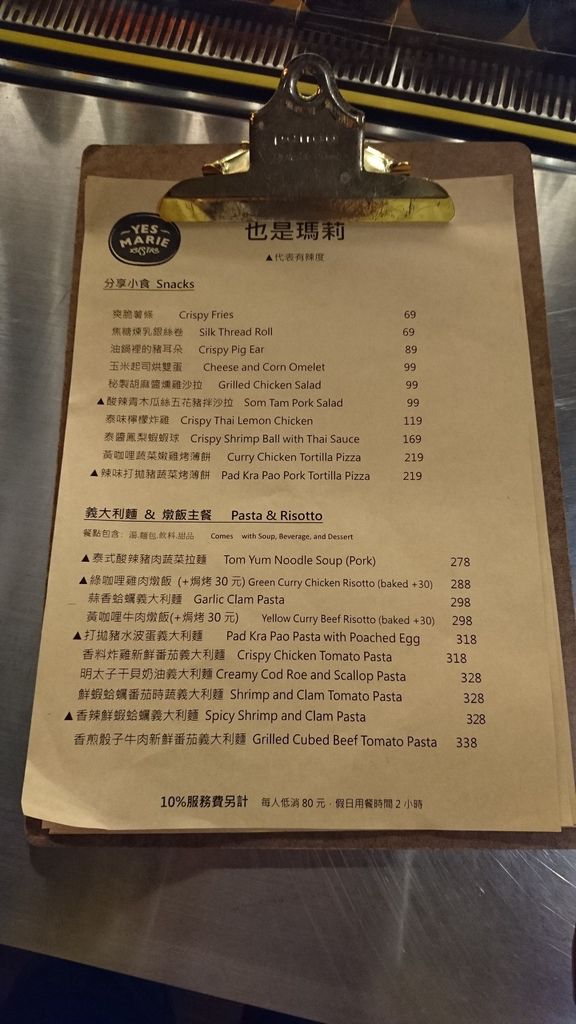 YES
MARIE
也是瑪莉
▲代表有辣度
分享小食 Snacks
爽脆薯條 Crispy Fries 69
焦糖煉乳銀絲卷 Silk Thread Roll 69
油鍋裡的豬耳朵 Crispy Pig Ear 89
玉米起司烘雙蛋 Cheese and Corn Omelet 99
秘製胡麻醬燻雞沙拉 Grilled Chicken Salad 99
▲酸辣青木瓜絲五花豬拌沙拉 Som Tam Pork Salad 99
泰味檸檬炸雞 Crispy Thai Lemon Chicken 119
泰醬鳳梨蝦蝦球 Crispy Shrimp Ball with Thai Sauce 169
黃咖哩蔬菜嫩雞烤薄餅 Curry Chicken Tortilla Pizza 219
▲辣味打拋豬蔬菜烤薄餅 Pad Kra Pao Pork Tortilla Pizza 219
義大利麵 & 燉飯主餐 Pasta & Risotto
餐點包含: 湯.麵包.飲料.甜品 Comes with Soup, Beverage, and Dessert
▲泰式酸辣豬肉蔬菜拉麵 Tom Yum Noodle Soup (Pork) 278
▲綠咖哩雞肉燉飯 (+焗烤 30 元) Green Curry Chicken Risotto (baked +30) 288
蒜香蛤蠣義大利麵 Garlic Clam Pasta 298
黃咖哩牛肉燉飯(+焗烤 30 元) Yellow Curry Beef Risotto (baked +30) 298
▲打拋豬水波蛋義大利麵 Pad Kra Pao Pasta with Poached Egg 318
香料炸雞新鮮番茄義大利麵 Crispy Chicken Tomato Pasta 318
明太子干貝奶油義大利麵 Creamy Cod Roe and Scallop Pasta 328
鮮蝦蛤蠣番茄時蔬義大利麵 Shrimp and Clam Tomato Pasta 328
▲香辣鮮蝦蛤蠣義大利麵 Spicy Shrimp and Clam Pasta 328
香煎骰子牛肉新鮮番茄義大利麵 Grilled Cubed Beef Tomato Pasta 338
10%服務費另計 每人低消 80 元 . 假日用餐時間 2 小時